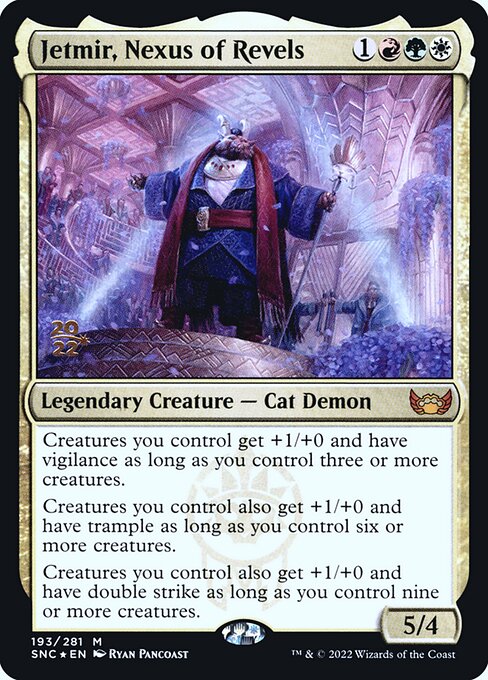 Jetmir, Nexus of Revels 1
20
22
Legendary Creature — Cat Demon
Creatures you control get +1/+0 and have
vigilance as long as you control three or more
creatures.
Creatures you control also get +1/+0 and
have trample as long as you control six or
more creatures.
Creatures you control also get +1/+0 and
have double strike as long as you control nine
or more creatures.
5/4
193/281 M
SNC ★ EN Ryan Pancoast
™ & © 2022 Wizards of the Coast